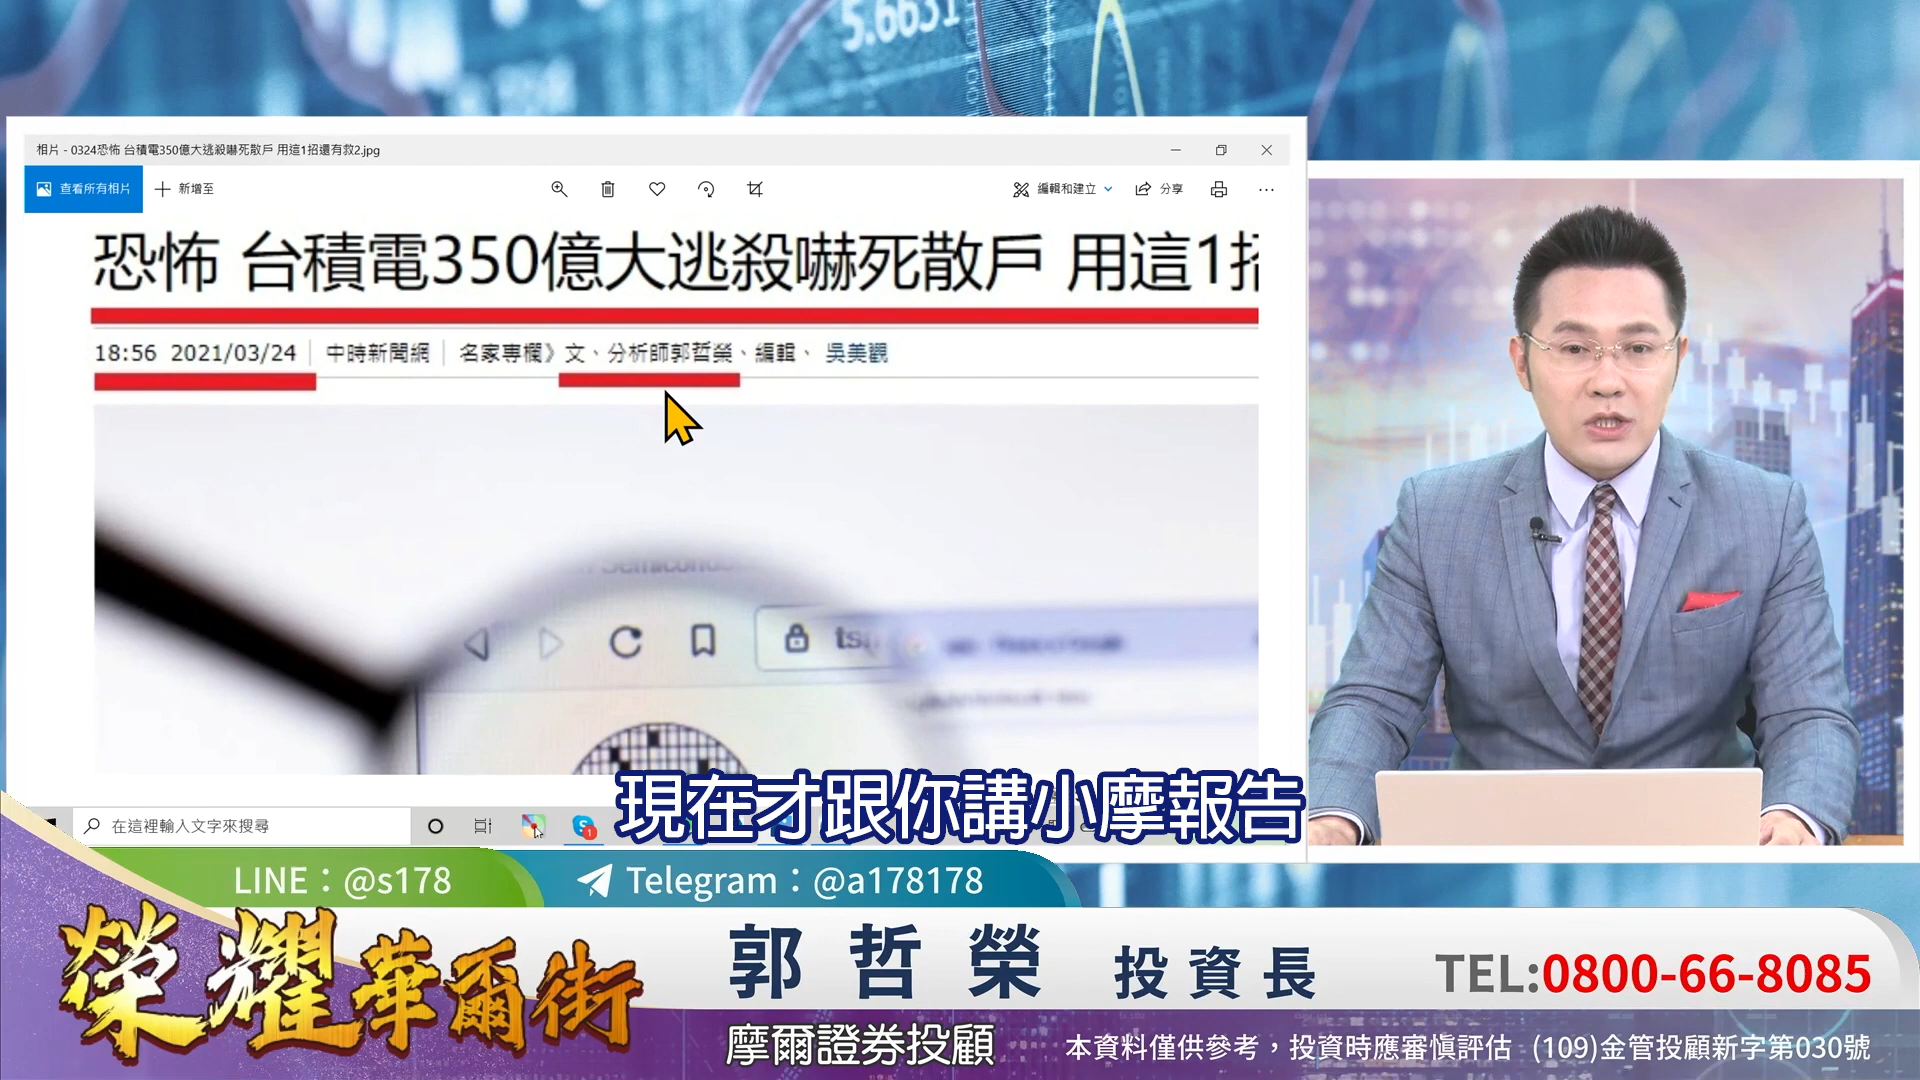 5.6631
相片 - 0324恐怖 台積電350億大逃殺嚇死散戶 用這1招還有救2.jpg
查看所有相片
新增至
編輯和建立
分享
恐怖 台積電350億大逃殺嚇死散戶 用這1招
18:56 2021/03/24 | 中時新聞網 | 名家專欄》文、分析師郭哲榮、編輯、吳美觀
Semicond
ts
現在才跟你講小摩報告
在這裡輸入文字來搜尋
LINE：@s178
Telegram：@a178178
榮耀華爾街
郭哲榮 投資長
TEL:0800-66-8085
摩爾證券投顧
本資料僅供參考，投資時應審慎評估 (109)金管投顧新字第030號